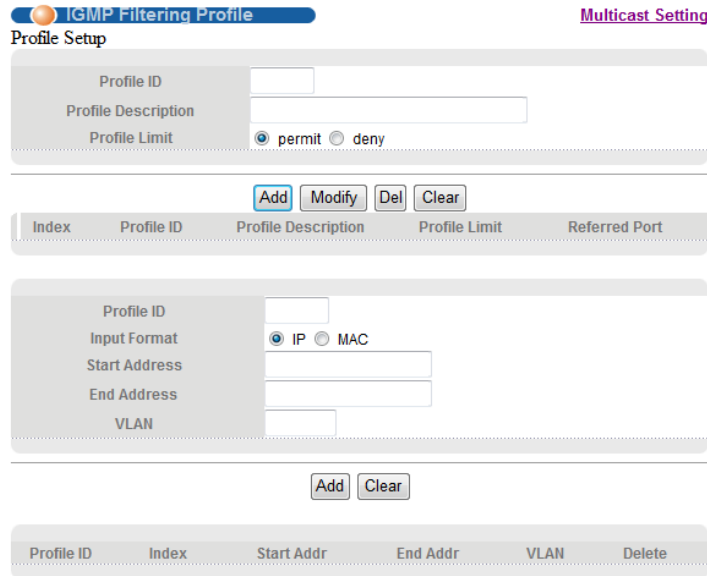 IGMP Filtering Profile Multicast Setting
Profile Setup
Profile ID
Profile Description
Profile Limit permit deny
Add Modify Del Clear
Index Profile ID Profile Description Profile Limit Referred Port
Profile ID
Input Format IP MAC
Start Address
End Address
VLAN
Add Clear
Profile ID Index Start Addr End Addr VLAN Delete